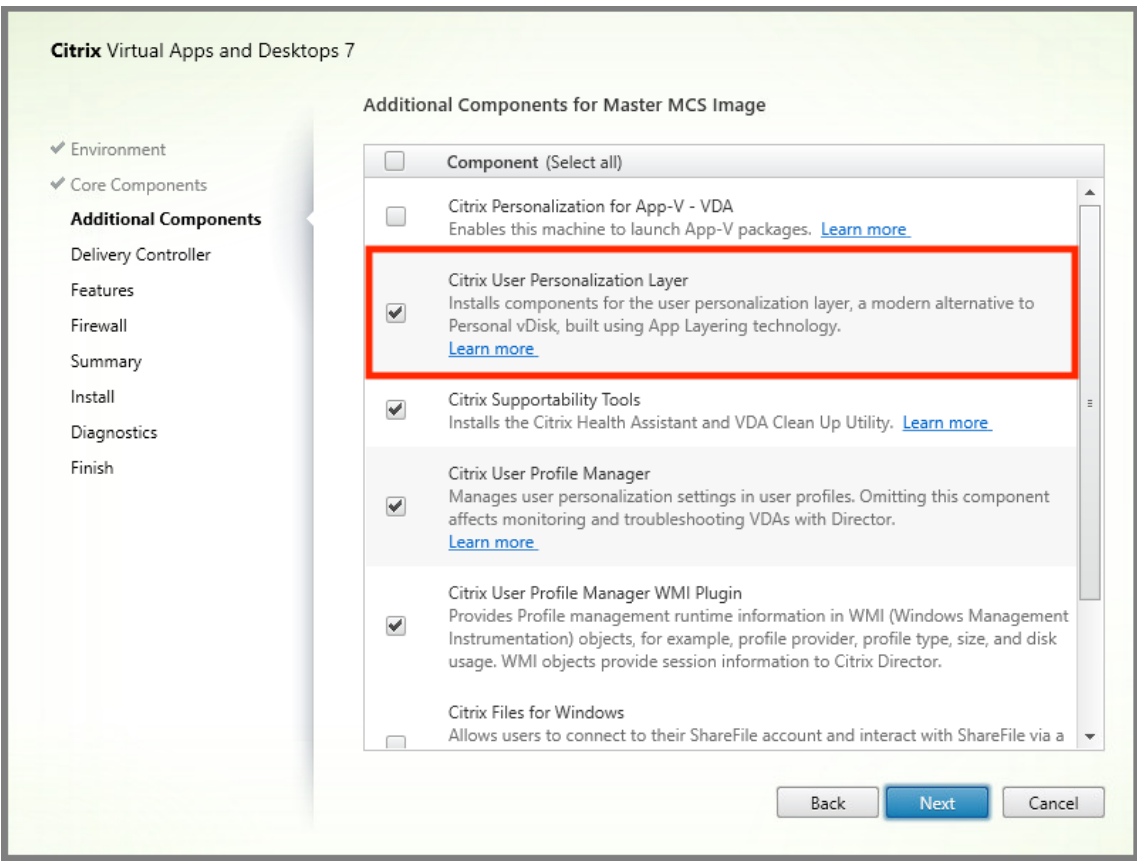 Citrix Virtual Apps and Desktops 7
Additional Components for Master MCS Image
Environment
Core Components
Additional Components
Delivery Controller
Features
Firewall
Summary
Install
Diagnostics
Finish
Component (Select all)
Citrix Personalization for App-V - VDA
Enables this machine to launch App-V packages. Learn more
Citrix User Personalization Layer
Installs components for the user personalization layer, a modern alternative to
Personal vDisk, built using App Layering technology.
Learn more
Citrix Supportability Tools
Installs the Citrix Health Assistant and VDA Clean Up Utility. Learn more
Citrix User Profile Manager
Manages user personalization settings in user profiles. Omitting this component
affects monitoring and troubleshooting VDAs with Director.
Learn more
Citrix User Profile Manager WMI Plugin
Provides Profile management runtime information in WMI (Windows Management
Instrumentation) objects, for example, profile provider, profile type, size, and disk
usage. WMI objects provide session information to Citrix Director.
Citrix Files for Windows
Allows users to connect to their ShareFile account and interact with ShareFile via a
Back
Next
Cancel